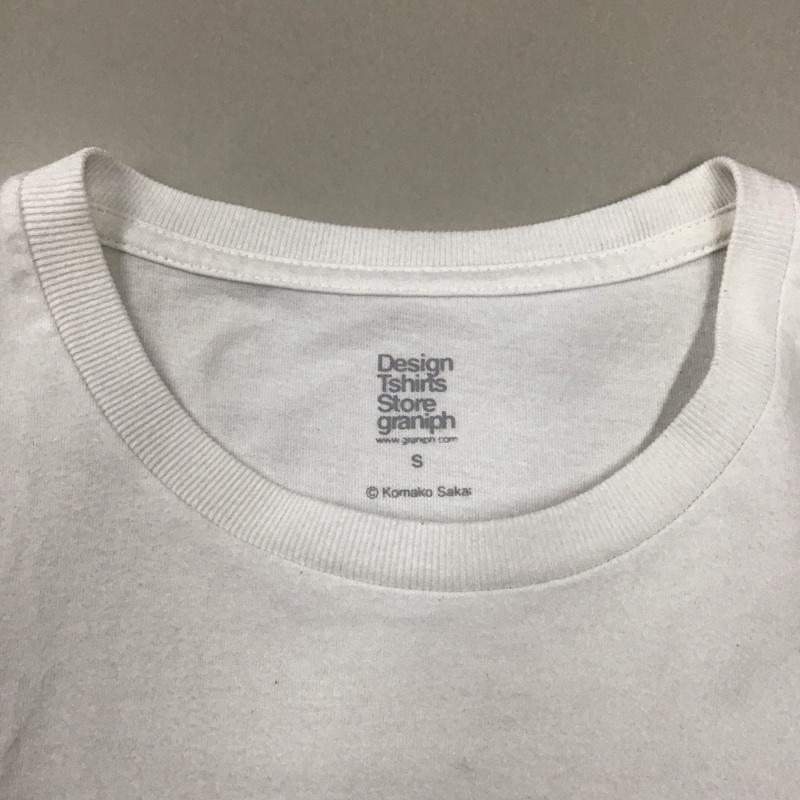 Design
Tshirts
Store
graniph
www.graniph.com
S
© Komako Sakai